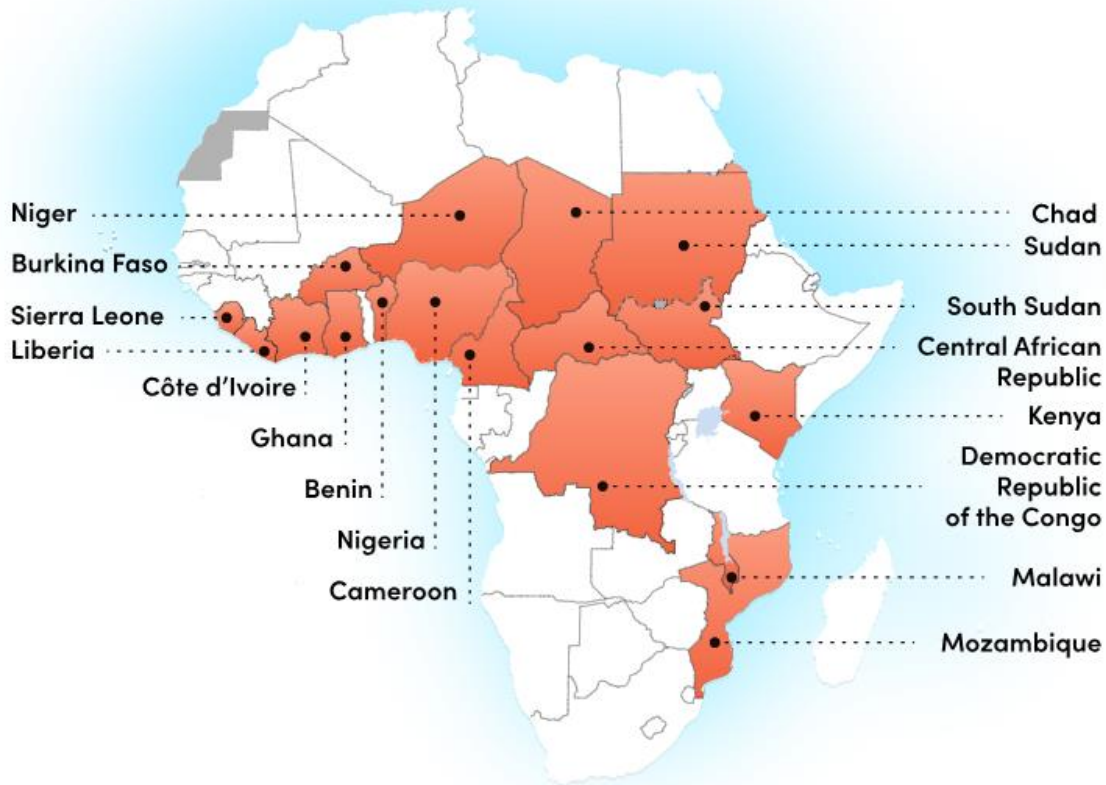 Niger
Burkina Faso
Sierra Leone
Liberia
Côte d’Ivoire
Ghana
Benin
Nigeria
Cameroon
Chad
Sudan
South Sudan
Central African
Republic
Kenya
Democratic
Republic
of the Congo
Malawi
Mozambique